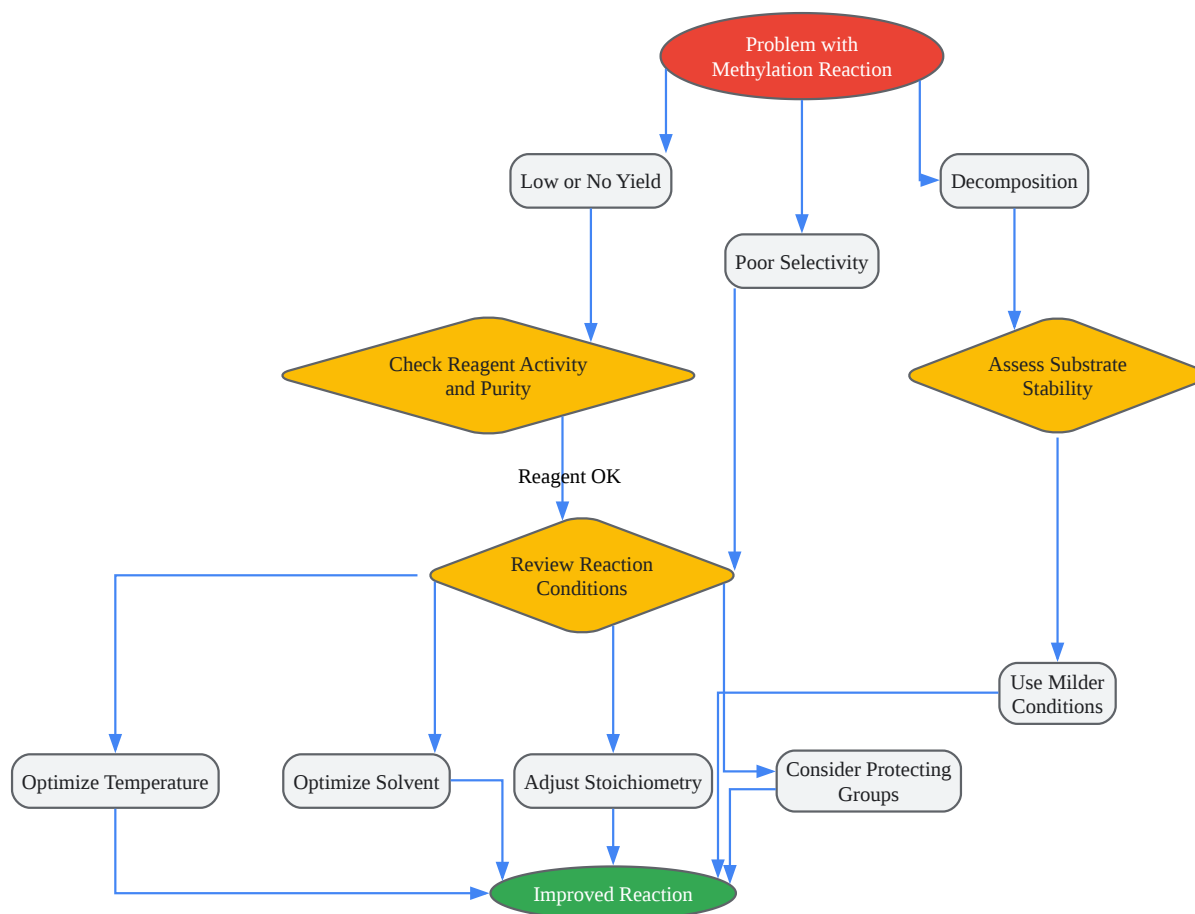 Problem with
Methylation Reaction
Low or No Yield
Decomposition
Poor Selectivity
Check Reagent Activity
and Purity
Assess Substrate
Stability
Reagent OK
Review Reaction
Conditions
Use Milder
Conditions
Optimize Temperature
Optimize Solvent
Adjust Stoichiometry
Consider Protecting
Groups
Improved Reaction